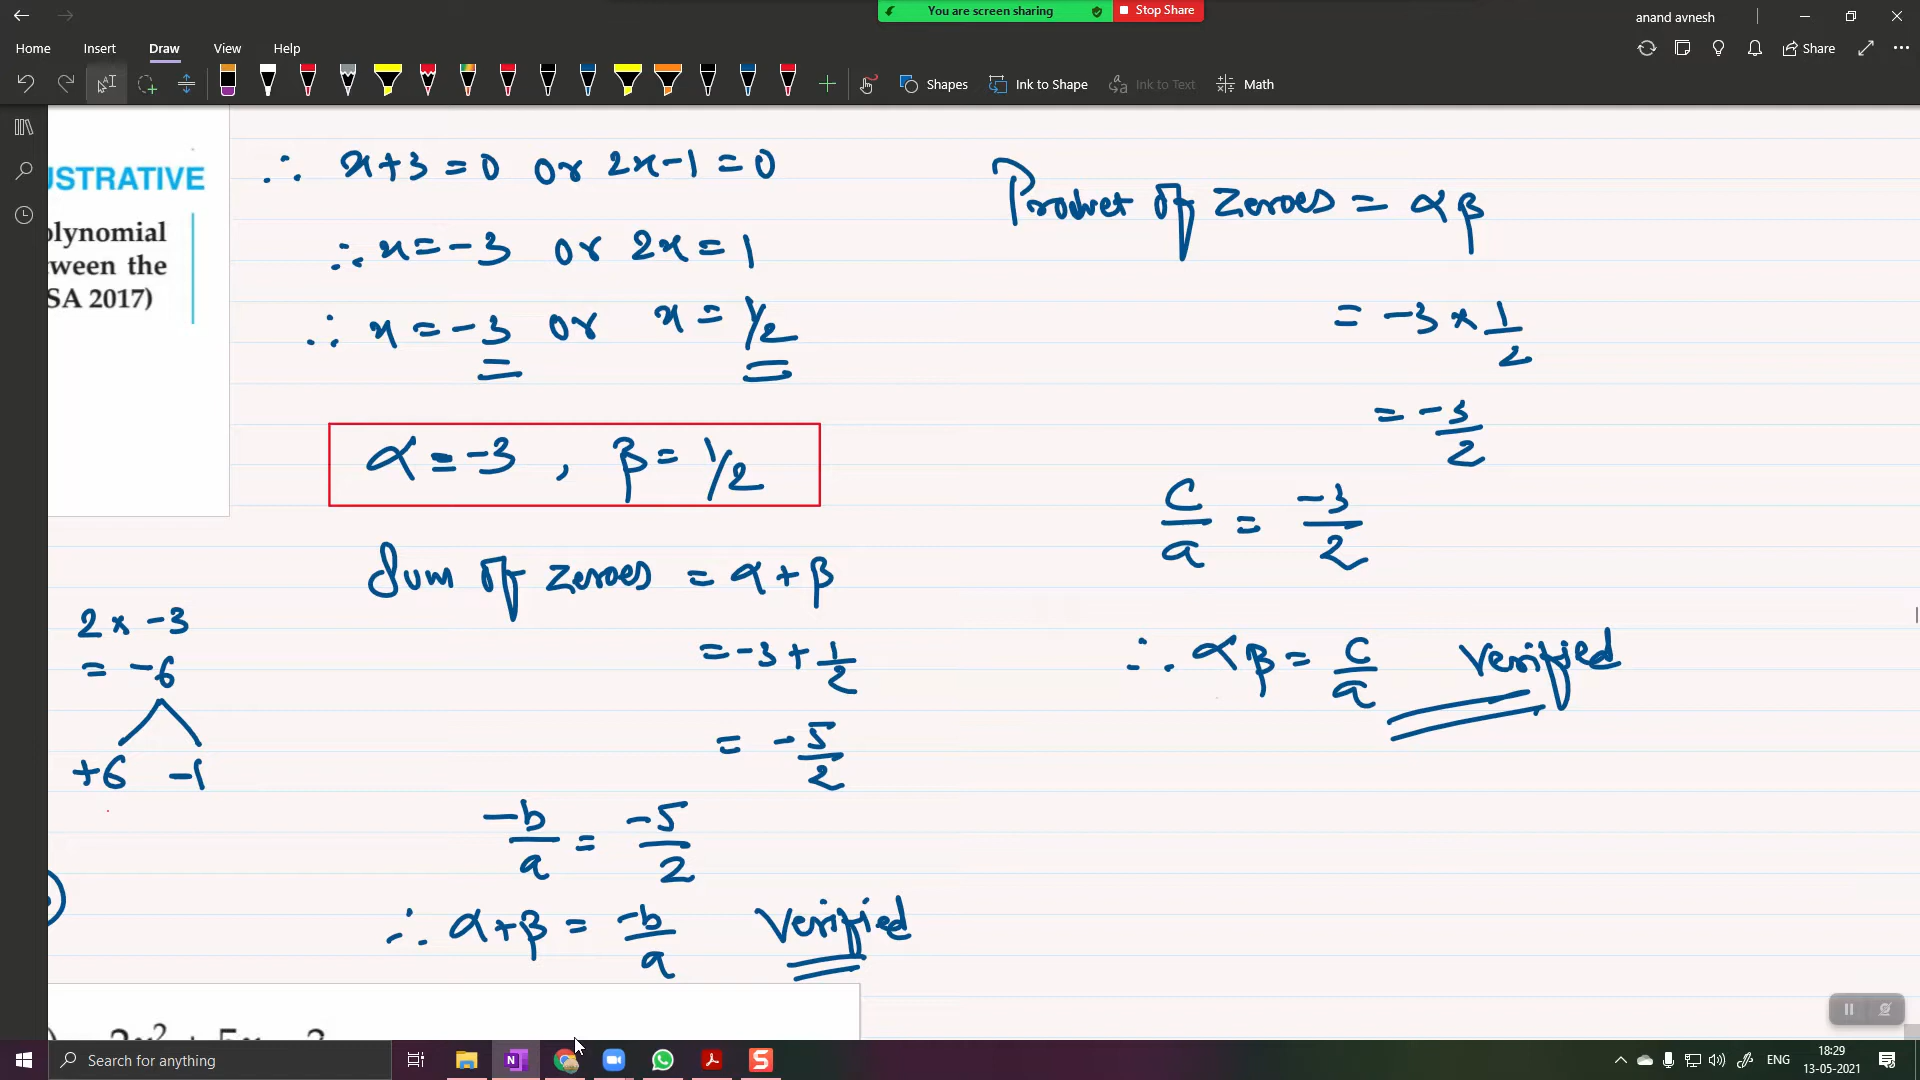 You are screen sharing
Stop Share
anand avnesh
Home Insert Draw View Help
Share
Shapes Ink to Shape Ink to Text Math
USTRATIVE
olynomial
ween the
SA 2017)
∴ x+3=0 or 2x-1=0
∴ x=-3 or 2x=1
∴ x=-3 or x=1/2
α=-3, β=1/2
Sum of zeroes = α+β
=-3+1/2
= -5/2
-b/a = -5/2
∴ α+β = -b/a Verified
2 x -3
= -6
+6 -1
Product of zeroes = αβ
= -3 x 1/2
= -3/2
C/a = -3/2
∴ αβ = C/a Verified
Search for anything
ENG
18:29
13-05-2021